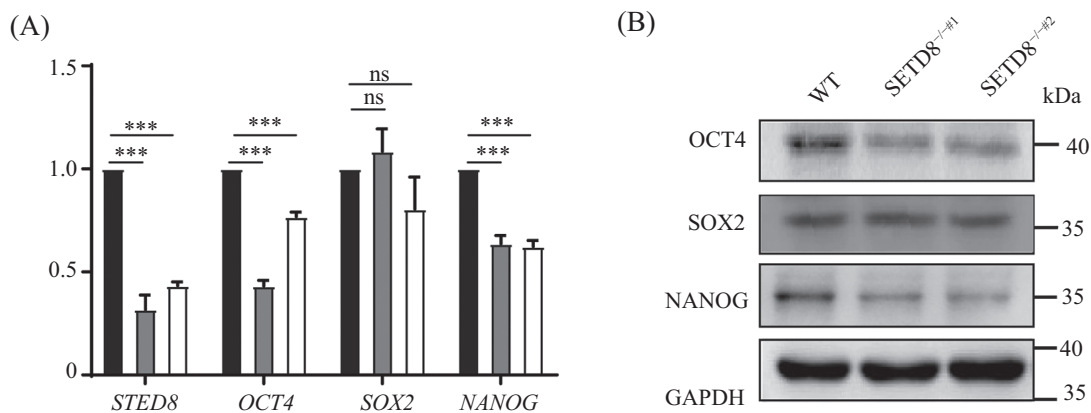 (A)
1.5
1.0
0.5
0
***
***
***
***
ns
ns
***
***
STED8 OCT4 SOX2 NANOG
(B)
WT SETD8⁻/⁻#1 SETD8⁻/⁻#2
kDa
OCT4 40
SOX2 35
NANOG 35
40
GAPDH 35